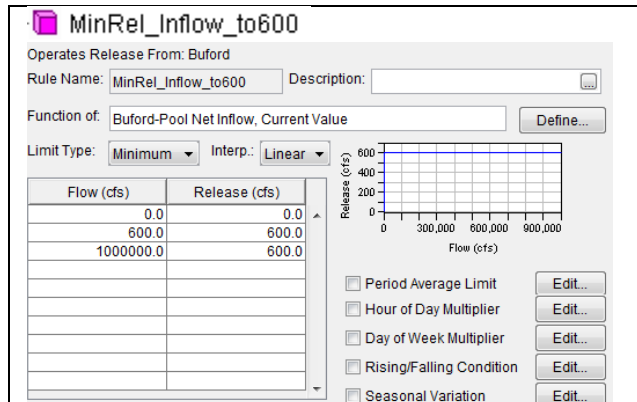 MinRel_Inflow_to600
Operates Release From: Buford
Rule Name: MinRel_Inflow_to600 Description: ...
Function of: Buford-Pool Net Inflow, Current Value Define...
Limit Type: Minimum Interp.: Linear
Flow (cfs) Release (cfs)
0.0 0.0
600.0 600.0
1000000.0 600.0
Release (cfs)
600
400
200
0
0 300,000 600,000 900,000
Flow (cfs)
Period Average Limit Edit...
Hour of Day Multiplier Edit...
Day of Week Multiplier Edit...
Rising/Falling Condition Edit...
Seasonal Variation Edit...